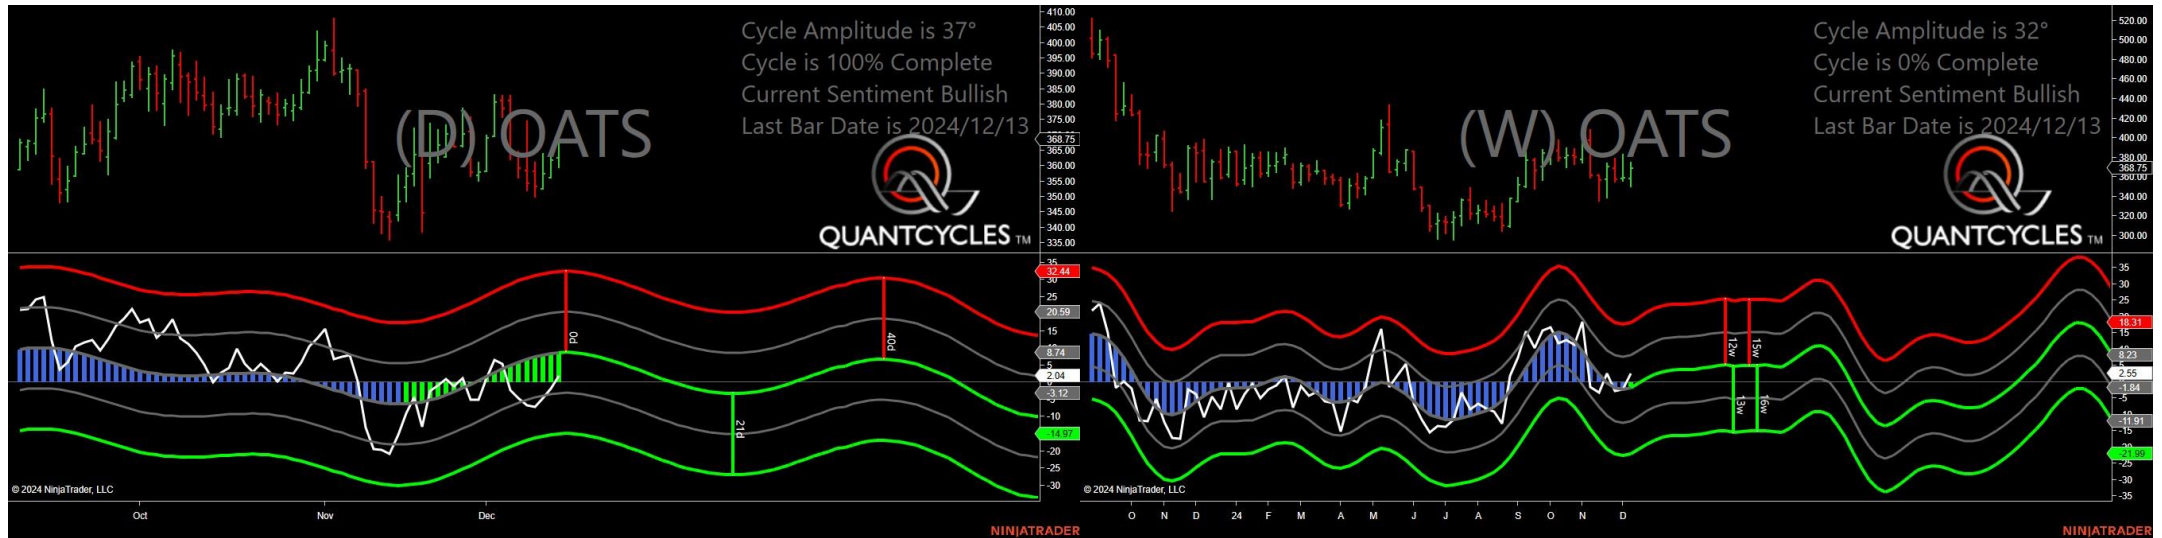 Cycle Amplitude is 37°
Cycle is 100% Complete
Current Sentiment Bullish
Last Bar Date is 2024/12/13
(D) OATS
QUANTCYCLES TM
410.00
405.00
400.00
395.00
390.00
385.00
380.00
375.00
368.75
365.00
360.00
355.00
350.00
345.00
340.00
335.00
35
32.44
30
25
20.59
15
8.74
5
2.04
-3.12
-10
-14.97
-20
-25
-30
0d
21d
40d
© 2024 NinjaTrader, LLC
Oct
Nov
Dec
NINJATRADER
Cycle Amplitude is 32°
Cycle is 0% Complete
Current Sentiment Bullish
Last Bar Date is 2024/12/13
(W) OATS
QUANTCYCLES TM
520.00
500.00
480.00
460.00
440.00
420.00
400.00
380.00
368.75
360.00
340.00
320.00
300.00
35
30
25
18.31
15
8.23
2.55
-1.84
-5
-11.91
-15
-21.99
-25
-30
-35
12w
15w
13w
16w
© 2024 NinjaTrader, LLC
O N D 24 F M A M J J A S O N D
NINJATRADER